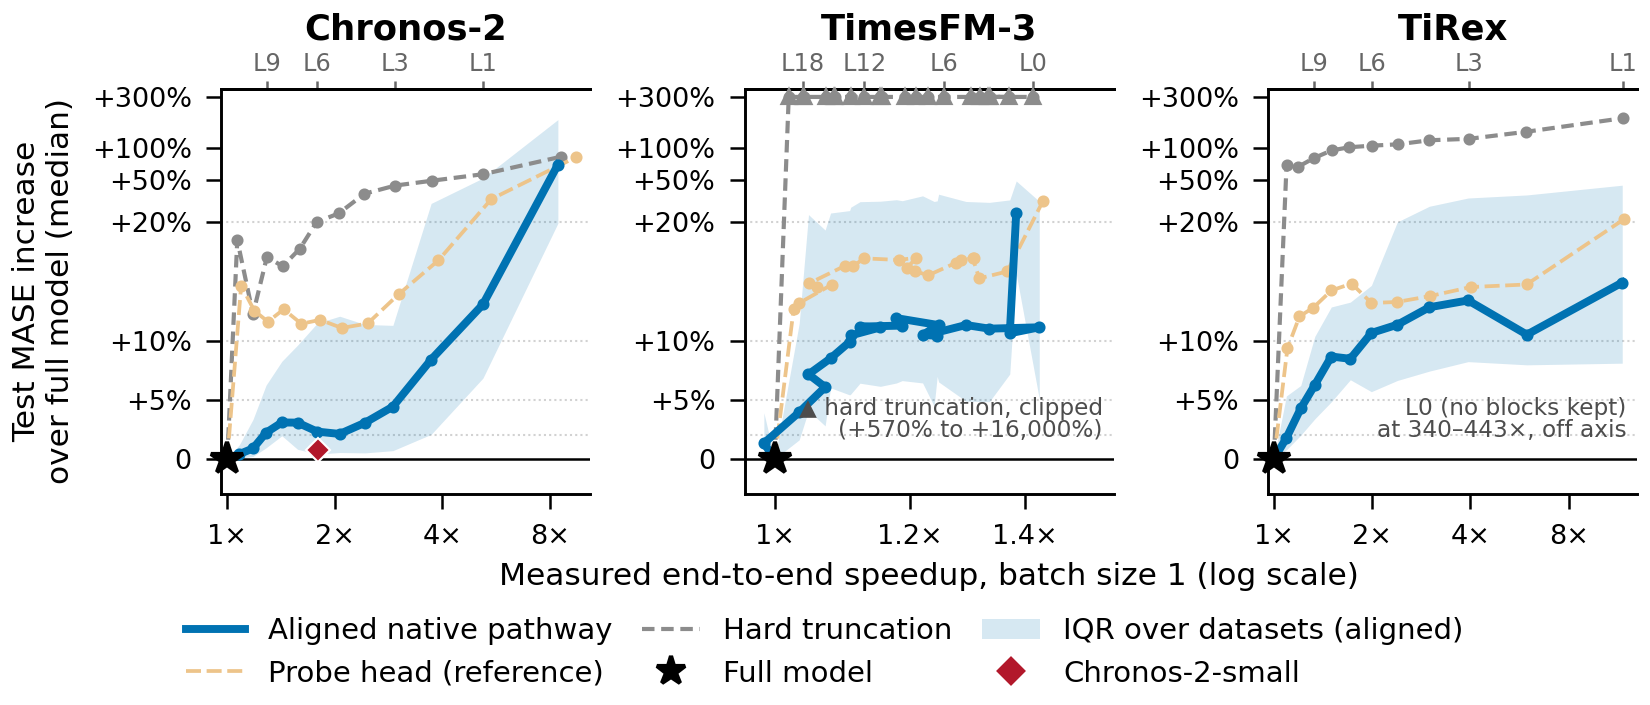 Chronos-2
TimesFM-3
TiRex
L9 L6 L3 L1
L18 L12 L6 L0
L9 L6 L3 L1
Test MASE increase
over full model (median)
+300%
+100%
+50%
+20%
+10%
+5%
0
1× 2× 4× 8×
+300%
+100%
+50%
+20%
+10%
+5%
0
▲ hard truncation, clipped
(+570% to +16,000%)
1× 1.2× 1.4×
+300%
+100%
+50%
+20%
+10%
+5%
0
L0 (no blocks kept)
at 340–443×, off axis
1× 2× 4× 8×
Measured end-to-end speedup, batch size 1 (log scale)
Aligned native pathway
Probe head (reference)
Hard truncation
Full model
IQR over datasets (aligned)
Chronos-2-small